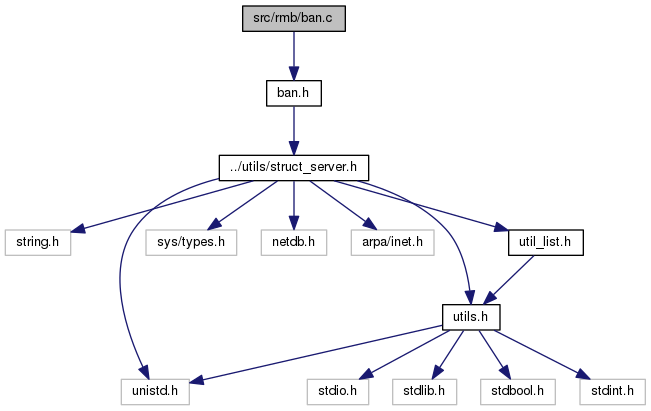 src/rmb/ban.c
ban.h
../utils/struct_server.h
string.h
sys/types.h
netdb.h
arpa/inet.h
util_list.h
utils.h
unistd.h
stdio.h
stdlib.h
stdbool.h
stdint.h